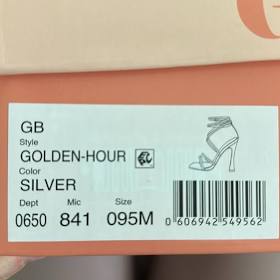 GB
Style
GOLDEN-HOUR
Color
SILVER
Dept Mic Size
0650 841 095M
0 606942 549562